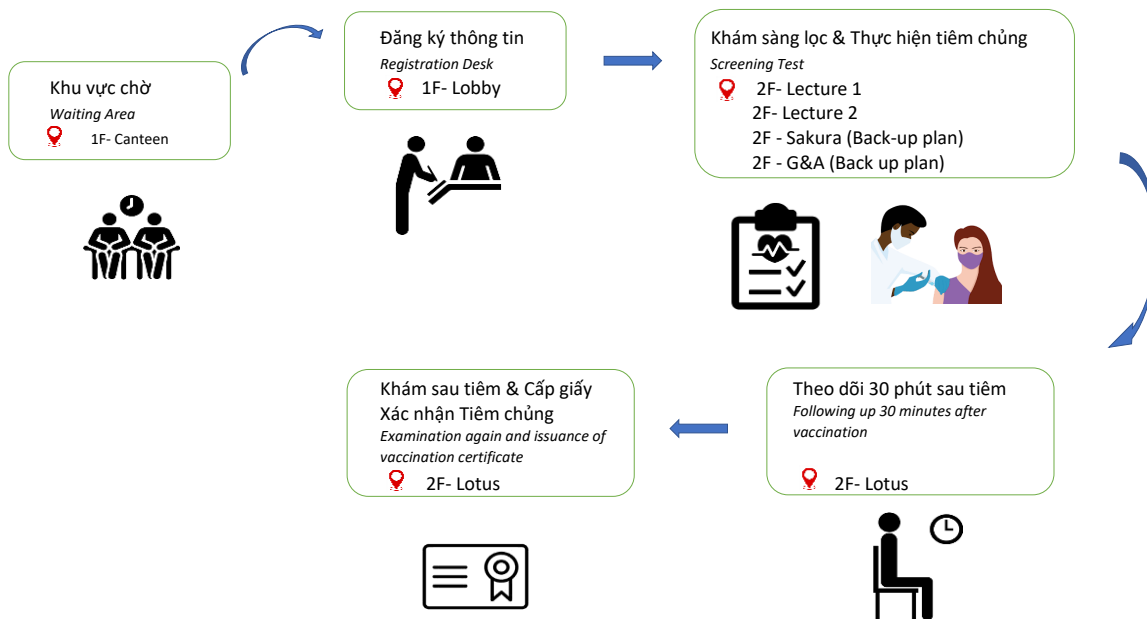 Khu vực chờ
Waiting Area
1F- Canteen
Đăng ký thông tin
Registration Desk
1F- Lobby
Khám sàng lọc & Thực hiện tiêm chủng
Screening Test
2F- Lecture 1
2F- Lecture 2
2F - Sakura (Back-up plan)
2F - G&A (Back up plan)
Theo dõi 30 phút sau tiêm
Following up 30 minutes after
vaccination
2F- Lotus
Khám sau tiêm & Cấp giấy
Xác nhận Tiêm chủng
Examination again and issuance of
vaccination certificate
2F- Lotus